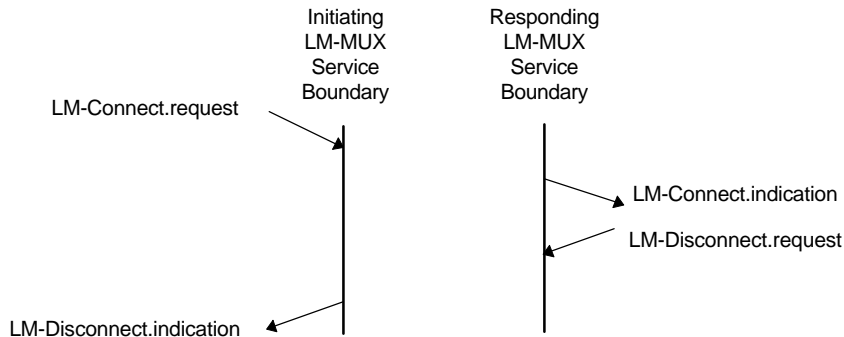 Initiating
LM-MUX
Service
Boundary
Responding
LM-MUX
Service
Boundary
LM-Connect.request
LM-Connect.indication
LM-Disconnect.request
LM-Disconnect.indication